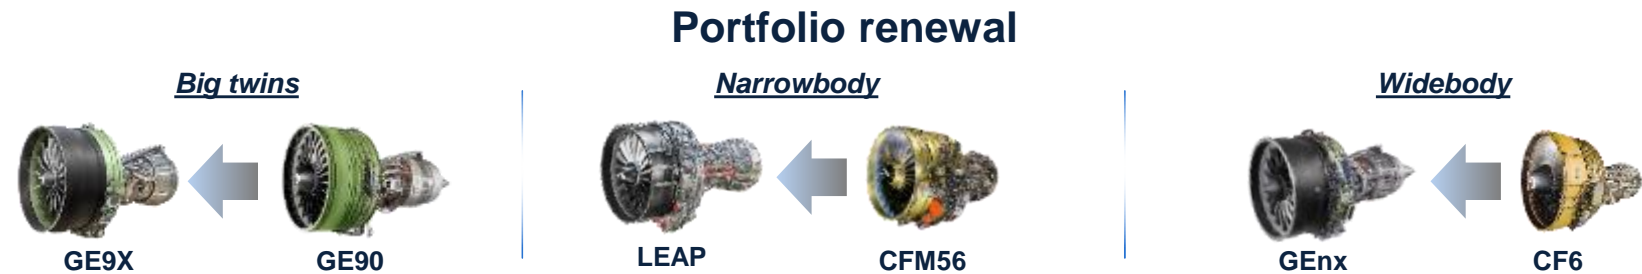 Portfolio renewal
Big twins
Narrowbody
Widebody
GE9X
GE90
LEAP
CFM56
GEnx
CF6